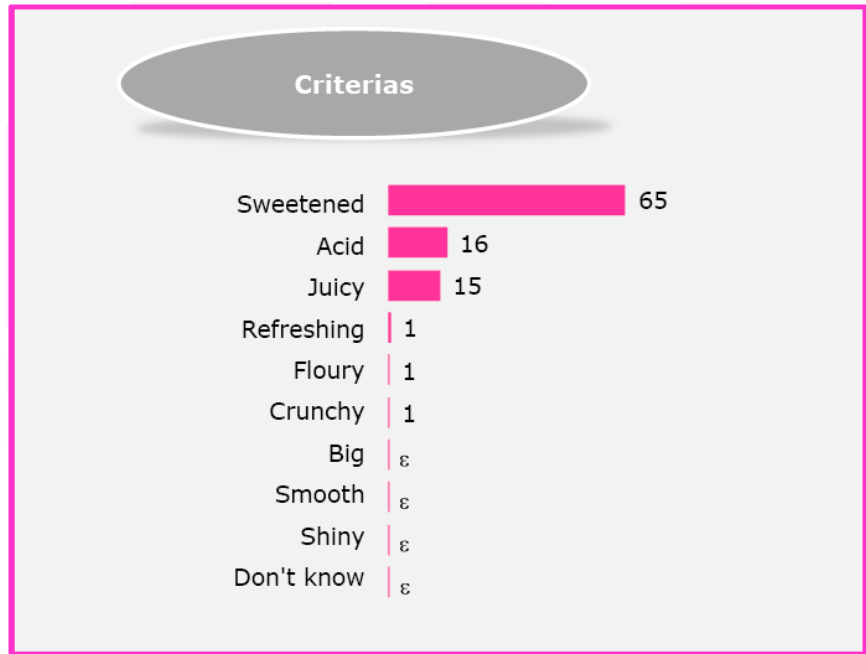 Criterias
Sweetened 65
Acid 16
Juicy 15
Refreshing 1
Floury 1
Crunchy 1
Big ε
Smooth ε
Shiny ε
Don't know ε